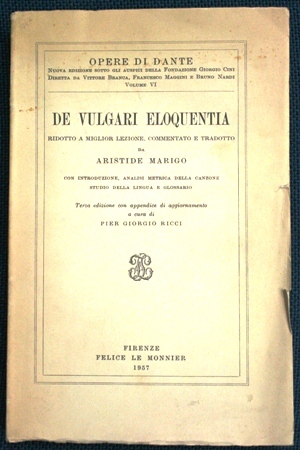 OPERE DI DANTE
NUOVA EDIZIONE SOTTO GLI AUSPICI DELLA FONDAZIONE GIORGIO CINI
DIRETTA DA VITTORE BRANCA, FRANCESCO MAGGINI E BRUNO NARDI
VOLUME VI
DE VULGARI ELOQUENTIA
RIDOTTO A MIGLIOR LEZIONE, COMMENTATO E TRADOTTO
DA
ARISTIDE MARIGO
CON INTRODUZIONE, ANALISI METRICA DELLA CANZONE
STUDIO DELLA LINGUA E GLOSSARIO
Terza edizione con appendice di aggiornamento
a cura di
PIER GIORGIO RICCI
FIRENZE
FELICE LE MONNIER
1957